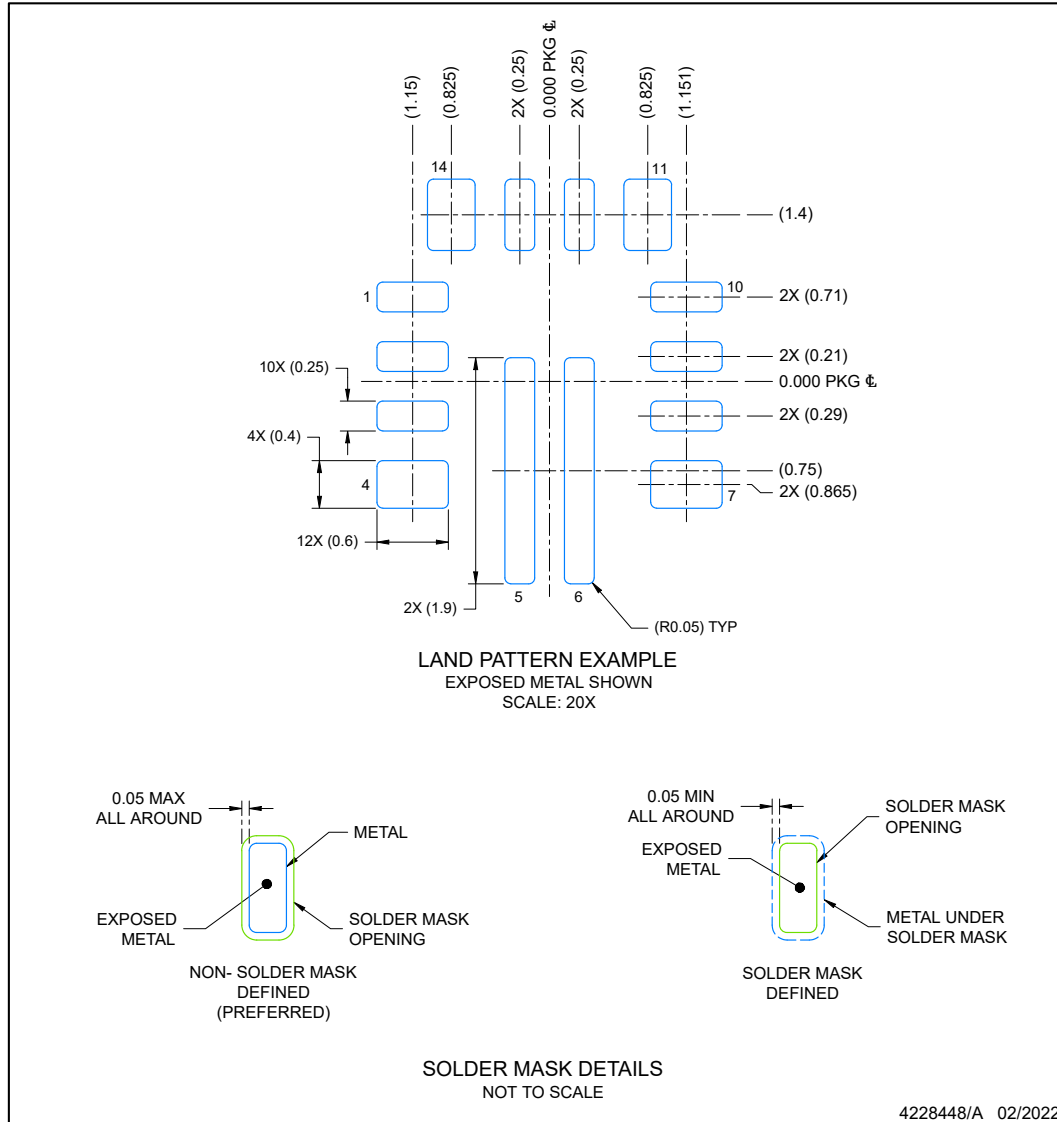 (1.15)
(0.825)
2X (0.25)
0.000 PKG ℄
2X (0.25)
(0.825)
(1.151)
14
11
(1.4)
1
10
2X (0.71)
2X (0.21)
10X (0.25)
0.000 PKG ℄
2X (0.29)
4X (0.4)
(0.75)
4
7
2X (0.865)
12X (0.6)
2X (1.9)
5
6
(R0.05) TYP
LAND PATTERN EXAMPLE
EXPOSED METAL SHOWN
SCALE: 20X
0.05 MAX
ALL AROUND
METAL
EXPOSED
METAL
SOLDER MASK
OPENING
NON- SOLDER MASK
DEFINED
(PREFERRED)
0.05 MIN
ALL AROUND
SOLDER MASK
OPENING
EXPOSED
METAL
METAL UNDER
SOLDER MASK
SOLDER MASK
DEFINED
SOLDER MASK DETAILS
NOT TO SCALE
4228448/A 02/2022